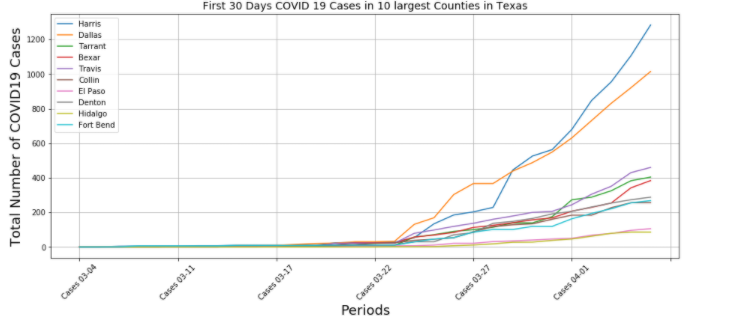 First 30 Days COVID 19 Cases in 10 largest Counties in Texas
Total Number of COVID19 Cases
1200
1000
800
600
400
200
0
Harris
Dallas
Tarrant
Bexar
Travis
Collin
El Paso
Denton
Hidalgo
Fort Bend
Cases 03-04
Cases 03-11
Cases 03-17
Cases 03-22
Cases 03-27
Cases 04-01
Periods